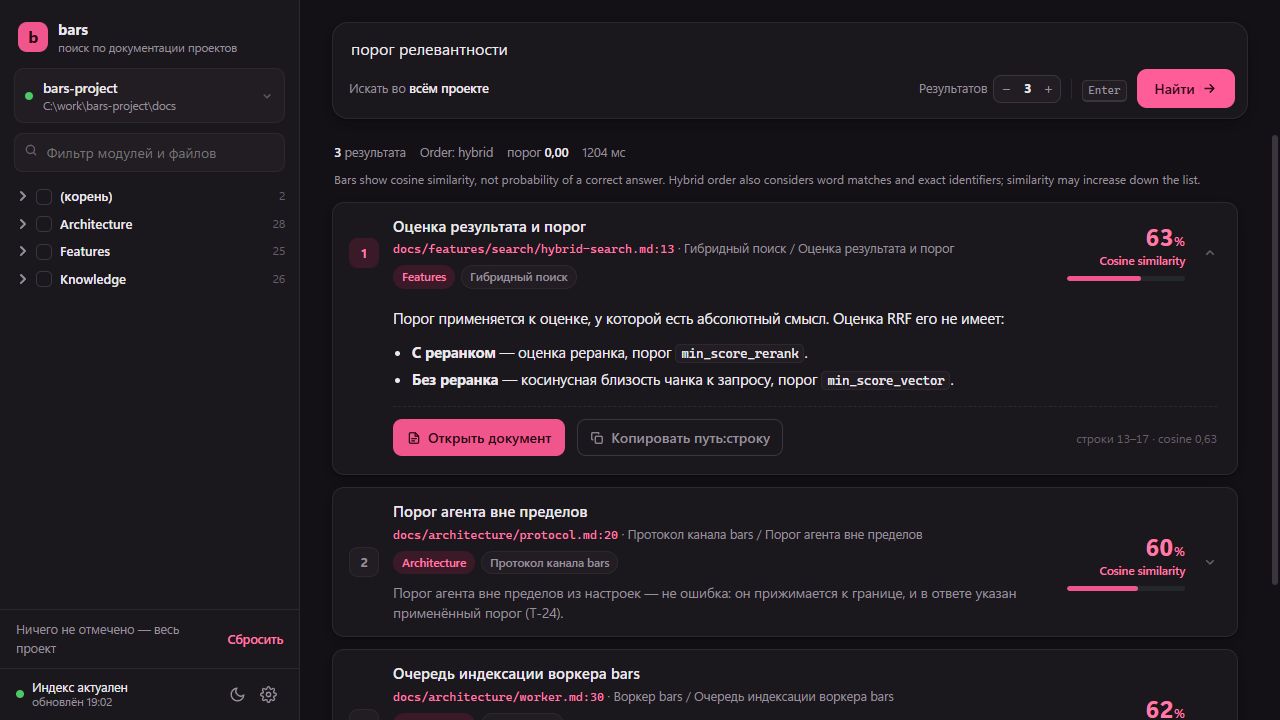 b
bars
поиск по документации проектов
bars-project
C:\work\bars-project\docs
Фильтр модулей и файлов
(корень) 2
Architecture 28
Features 25
Knowledge 26
Ничего не отмечено — весь
проект
Сбросить
Индекс актуален
обновлён 19:02
порог релевантности
Искать во всём проекте
Результатов − 3 + Enter Найти →
3 результата Order: hybrid порог 0,00 1204 мс
Bars show cosine similarity, not probability of a correct answer. Hybrid order also considers word matches and exact identifiers; similarity may increase down the list.
1
Оценка результата и порог
docs/features/search/hybrid-search.md:13 · Гибридный поиск / Оценка результата и порог
Features Гибридный поиск
63%
Cosine similarity
Порог применяется к оценке, у которой есть абсолютный смысл. Оценка RRF его не имеет:
• С реранком — оценка реранка, порог min_score_rerank.
• Без реранка — косинусная близость чанка к запросу, порог min_score_vector.
Открыть документ Копировать путь:строку строки 13–17 · cosine 0,63
2
Порог агента вне пределов
docs/architecture/protocol.md:20 · Протокол канала bars / Порог агента вне пределов
Architecture Протокол канала bars
Порог агента вне пределов из настроек — не ошибка: он прижимается к границе, и в ответе указан
применённый порог (T-24).
60%
Cosine similarity
Очередь индексации воркера bars
docs/architecture/worker.md:30 · Воркер bars / Очередь индексации воркера bars
62%